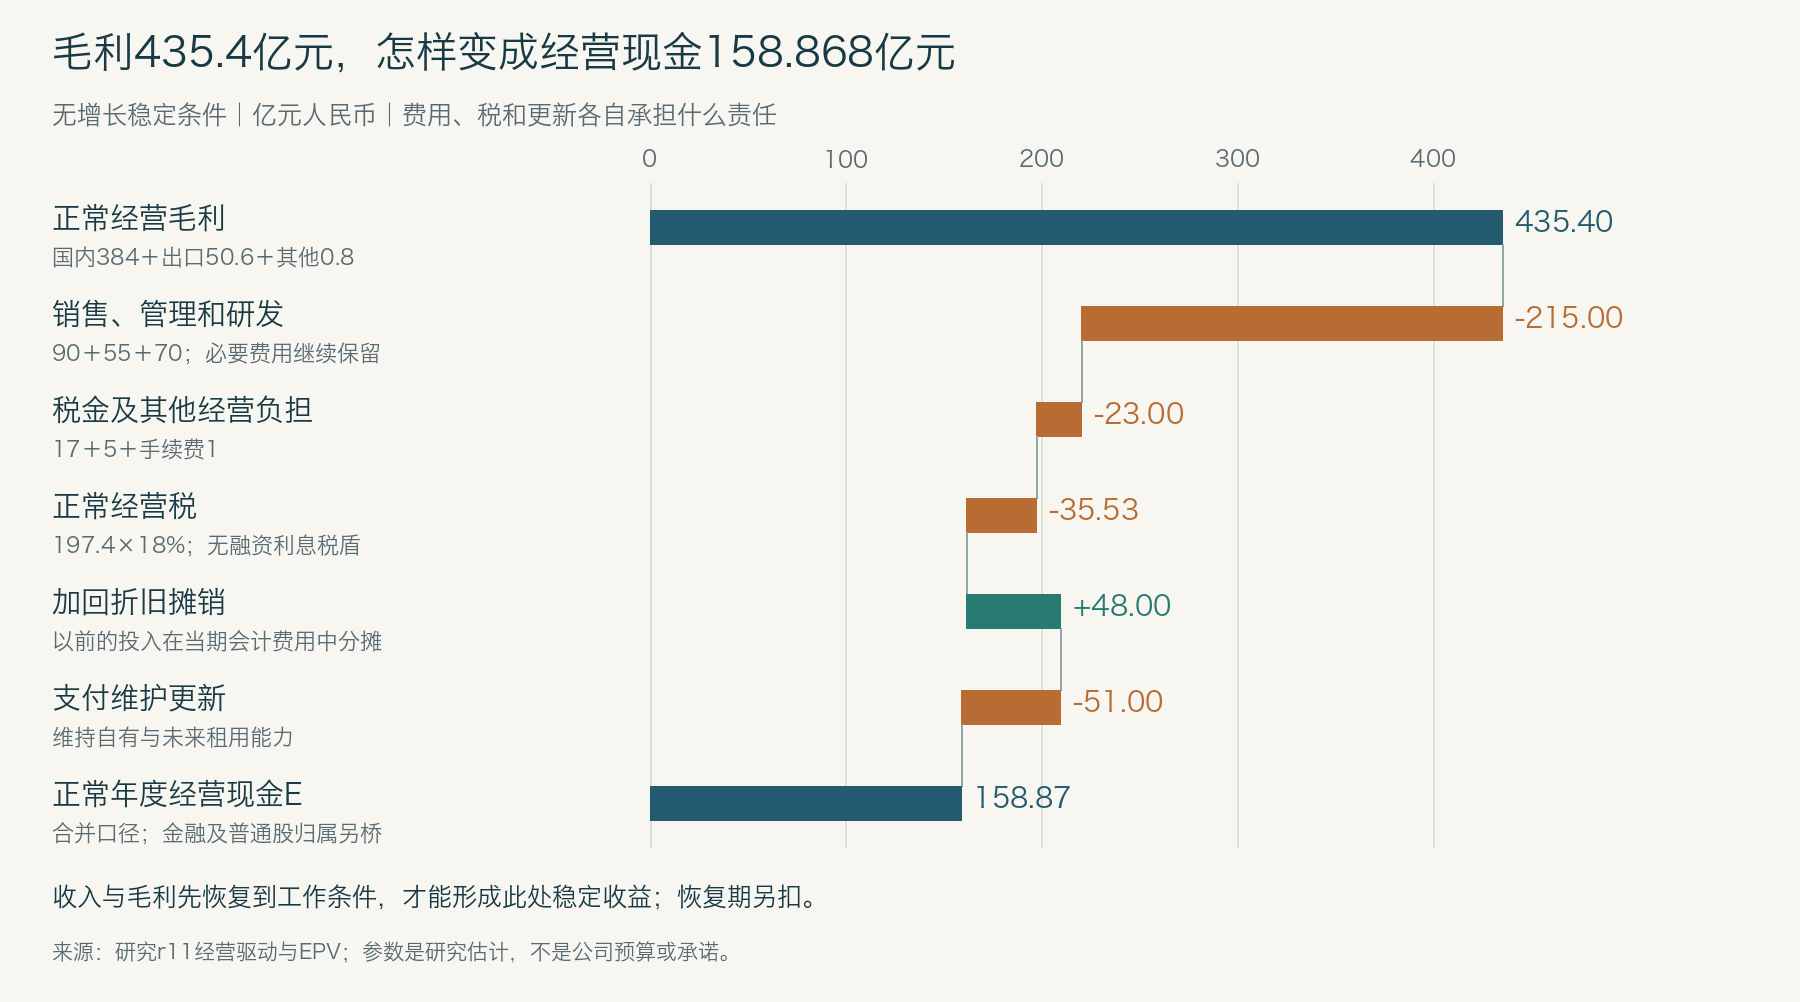 毛利435.4亿元，怎样变成经营现金158.868亿元
无增长稳定条件｜亿元人民币｜费用、税和更新各自承担什么责任
0 100 200 300 400
正常经营毛利
435.40
国内384＋出口50.6＋其他0.8
销售、管理和研发
-215.00
90＋55＋70；必要费用继续保留
税金及其他经营负担
-23.00
17＋5＋手续费1
正常经营税
-35.53
197.4×18%；无融资利息税盾
加回折旧摊销
+48.00
以前的投入在当期会计费用中分摊
支付维护更新
-51.00
维持自有与未来租用能力
正常年度经营现金E
158.87
合并口径；金融及普通股归属另桥
收入与毛利先恢复到工作条件，才能形成此处稳定收益；恢复期另扣。
来源：研究r11经营驱动与EPV；参数是研究估计，不是公司预算或承诺。